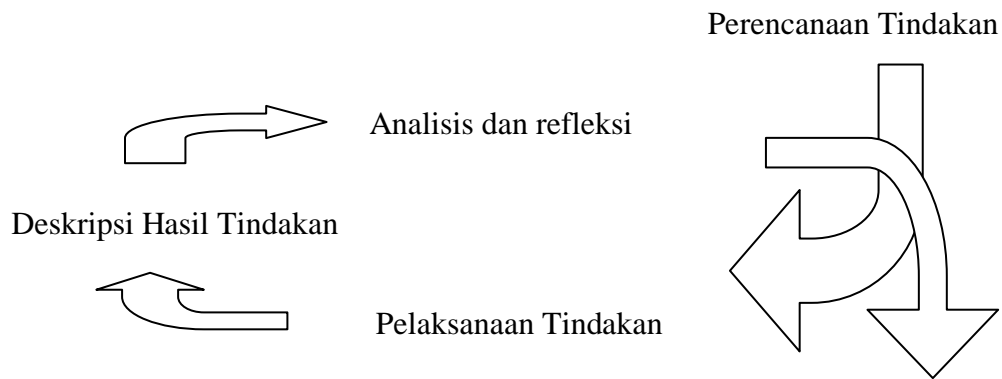 Perencanaan Tindakan
Analisis dan refleksi
Deskripsi Hasil Tindakan
Pelaksanaan Tindakan